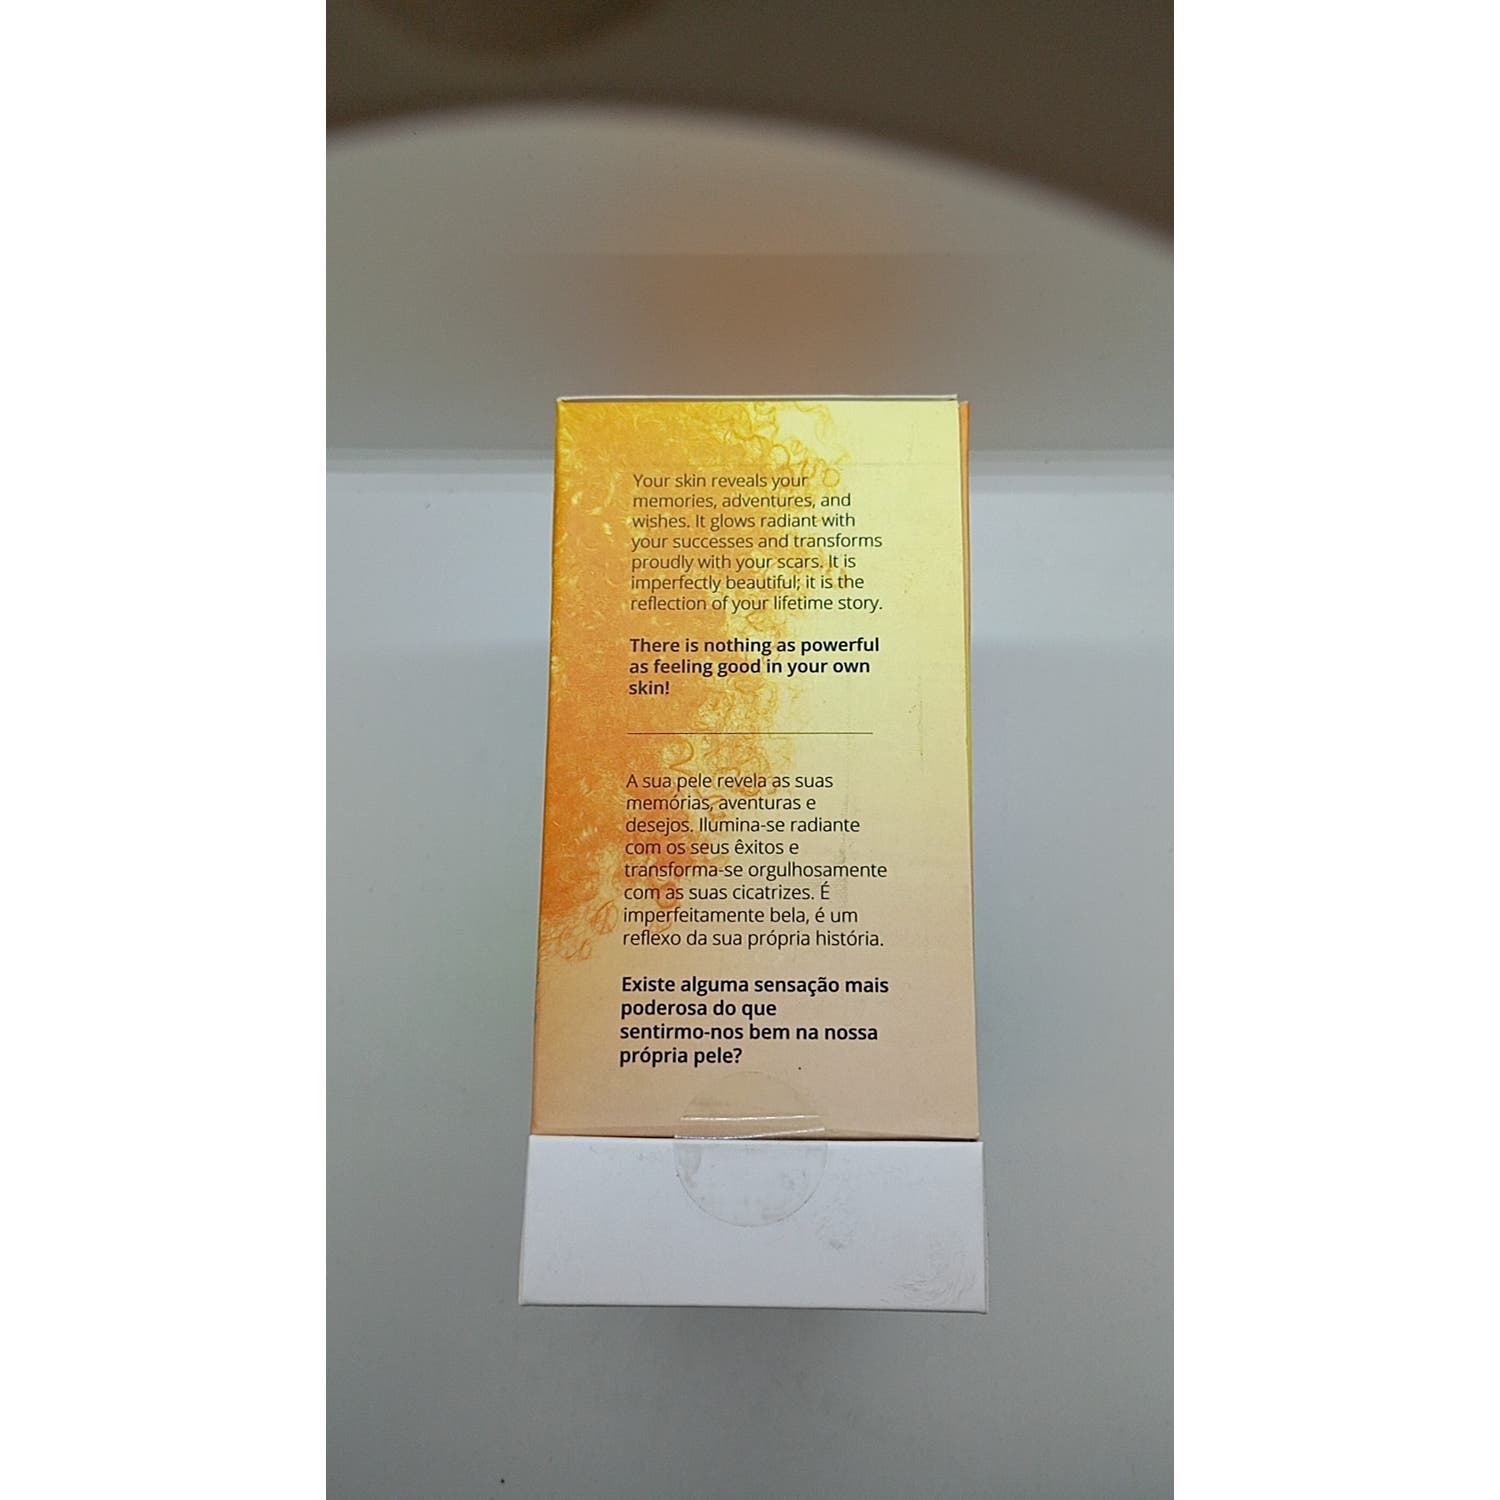 Your skin reveals your
memories, adventures, and
wishes. It glows radiant with
your successes and transforms
proudly with your scars. It is
imperfectly beautiful; it is the
reflection of your lifetime story.
There is nothing as powerful
as feeling good in your own
skin!
A sua pele revela as suas
memórias, aventuras e
desejos. Ilumina-se radiante
com os seus êxitos e
transforma-se orgulhosamente
com as suas cicatrizes. É
imperfeitamente bela, é um
reflexo da sua própria história.
Existe alguma sensação mais
poderosa do que
sentirmo-nos bem na nossa
própria pele?